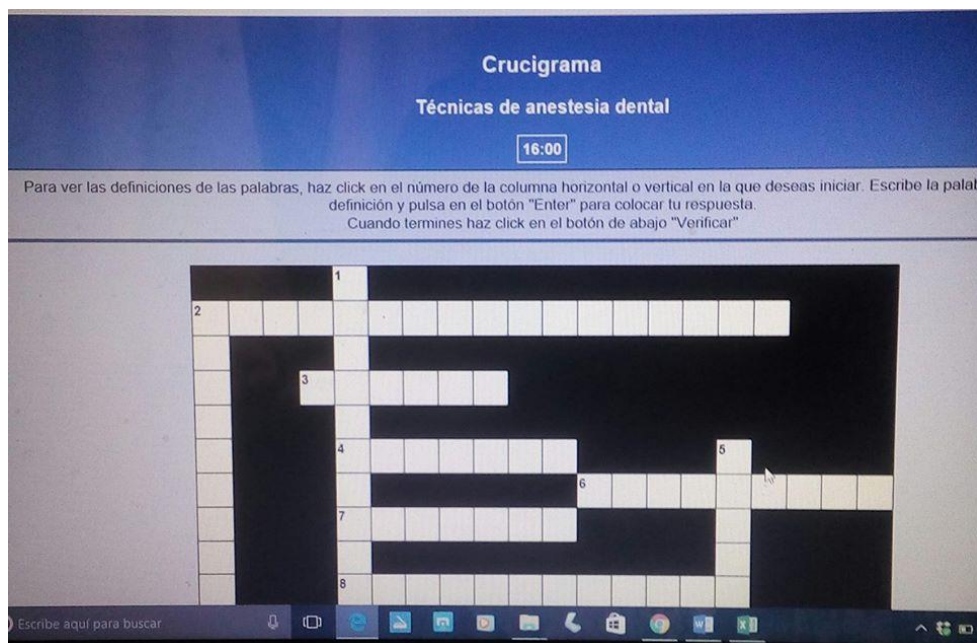 Crucigrama
Técnicas de anestesia dental
16:00
Para ver las definiciones de las palabras, haz click en el número de la columna horizontal o vertical en la que deseas iniciar. Escribe la
definición y pulsa en el botón "Enter" para colocar tu respuesta.
Cuando termines haz click en el botón de abajo "Verificar"
1
2
3
4
5
6
7
8
Escribe aquí para buscar